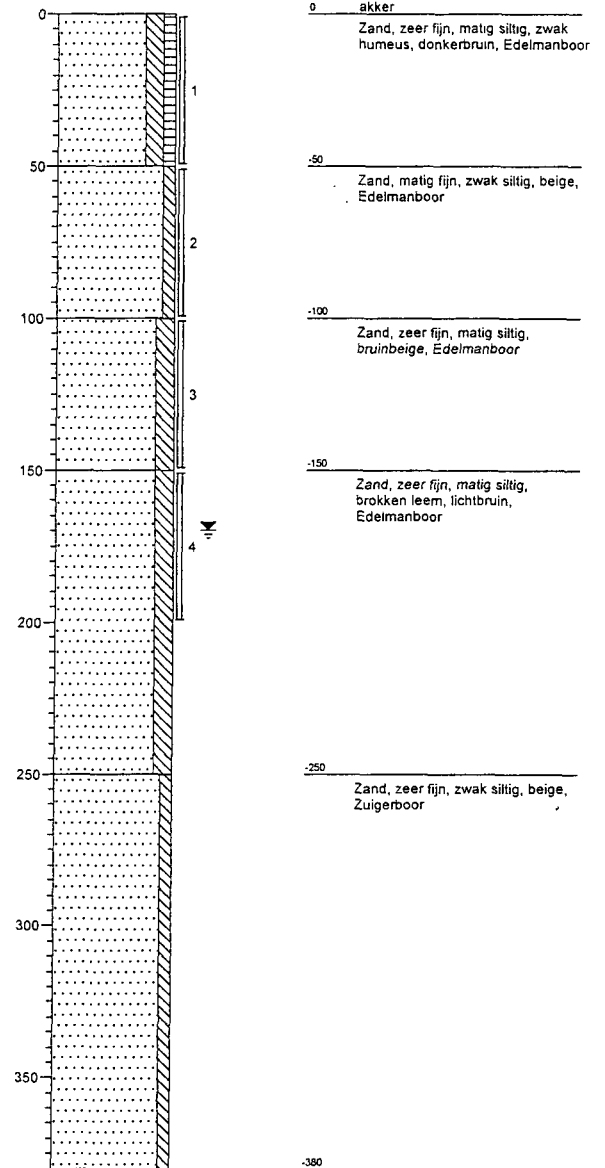 0
1
50
2
100
3
150
4
200
250
300
350
0 akker
Zand, zeer fijn, matig siltig, zwak
humeus, donkerbruin, Edelmanboor
-50
Zand, matig fijn, zwak siltig, beige,
Edelmanboor
-100
Zand, zeer fijn, matig siltig,
bruinbeige, Edelmanboor
-150
Zand, zeer fijn, matig siltig,
brokken leem, lichtbruin,
Edelmanboor
-250
Zand, zeer fijn, zwak siltig, beige,
Zuigerboor
-380